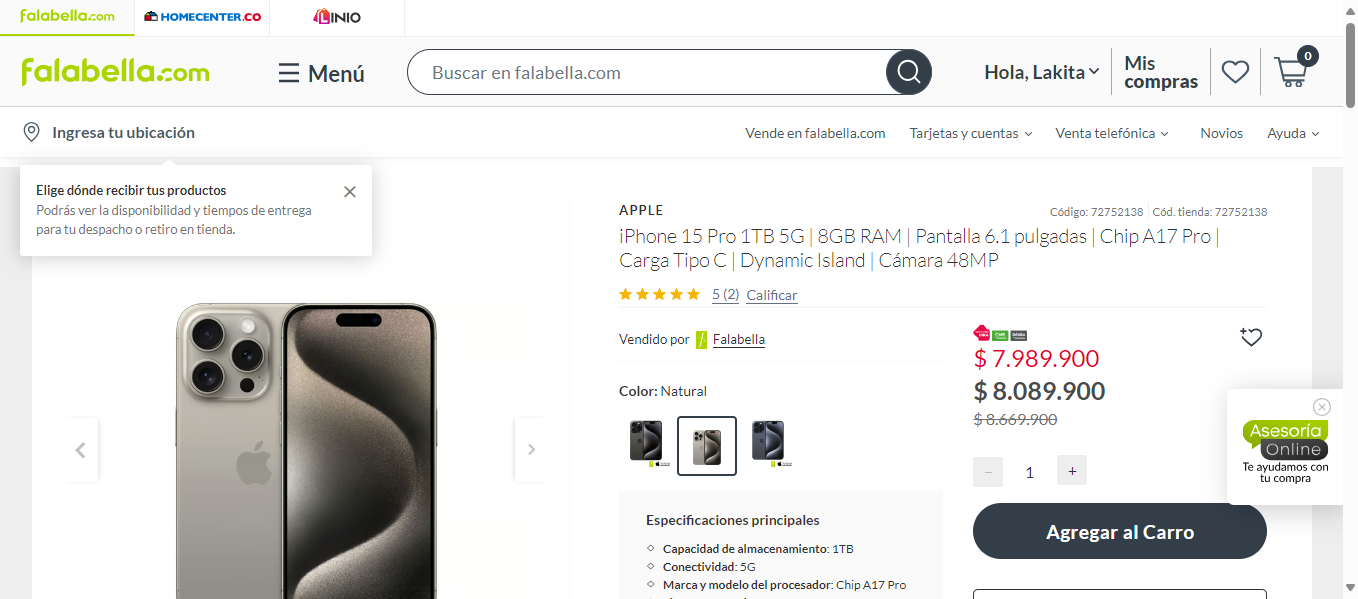 falabella.com
HOMECENTER.CO
LINIO
falabella.com
Menú
Buscar en falabella.com
Hola, Lakita
Mis
compras
0
Ingresa tu ubicación
Vende en falabella.com
Tarjetas y cuentas
Venta telefónica
Novios
Ayuda
Elige dónde recibir tus productos
Podrás ver la disponibilidad y tiempos de entrega
para tu despacho o retiro en tienda.
APPLE
Código: 72752138
Cód. tienda: 72752138
iPhone 15 Pro 1TB 5G | 8GB RAM | Pantalla 6.1 pulgadas | Chip A17 Pro |
Carga Tipo C | Dynamic Island | Cámara 48MP
5 (2)
Calificar
Vendido por
Falabella
$ 7.989.900
$ 8.089.900
$ 8.669.900
Color: Natural
1
Agregar al Carro
Asesoría
Online
Te ayudamos con
tu compra
Especificaciones principales
Capacidad de almacenamiento: 1TB
Conectividad: 5G
Marca y modelo del procesador: Chip A17 Pro